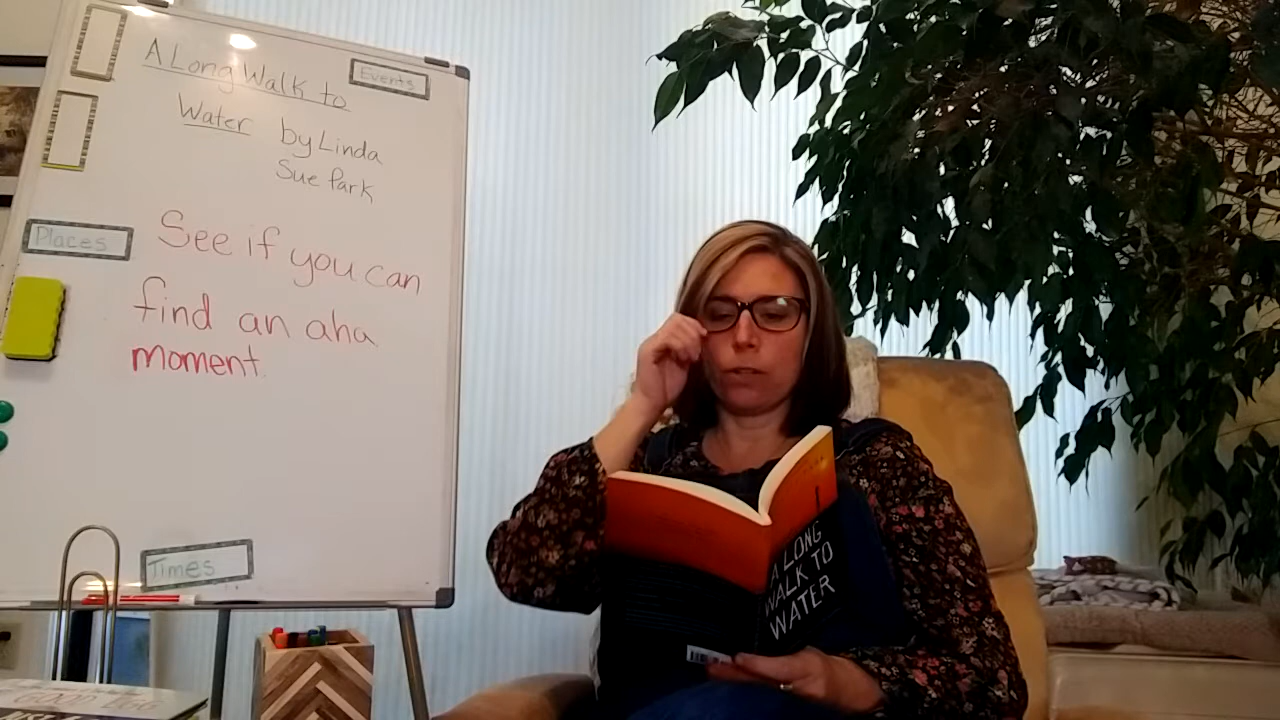 A Long Walk to
Water by Linda
Sue Park
Events
Places
See if you can
find an aha
moment.
Times
A LONG
WALK TO
WATER